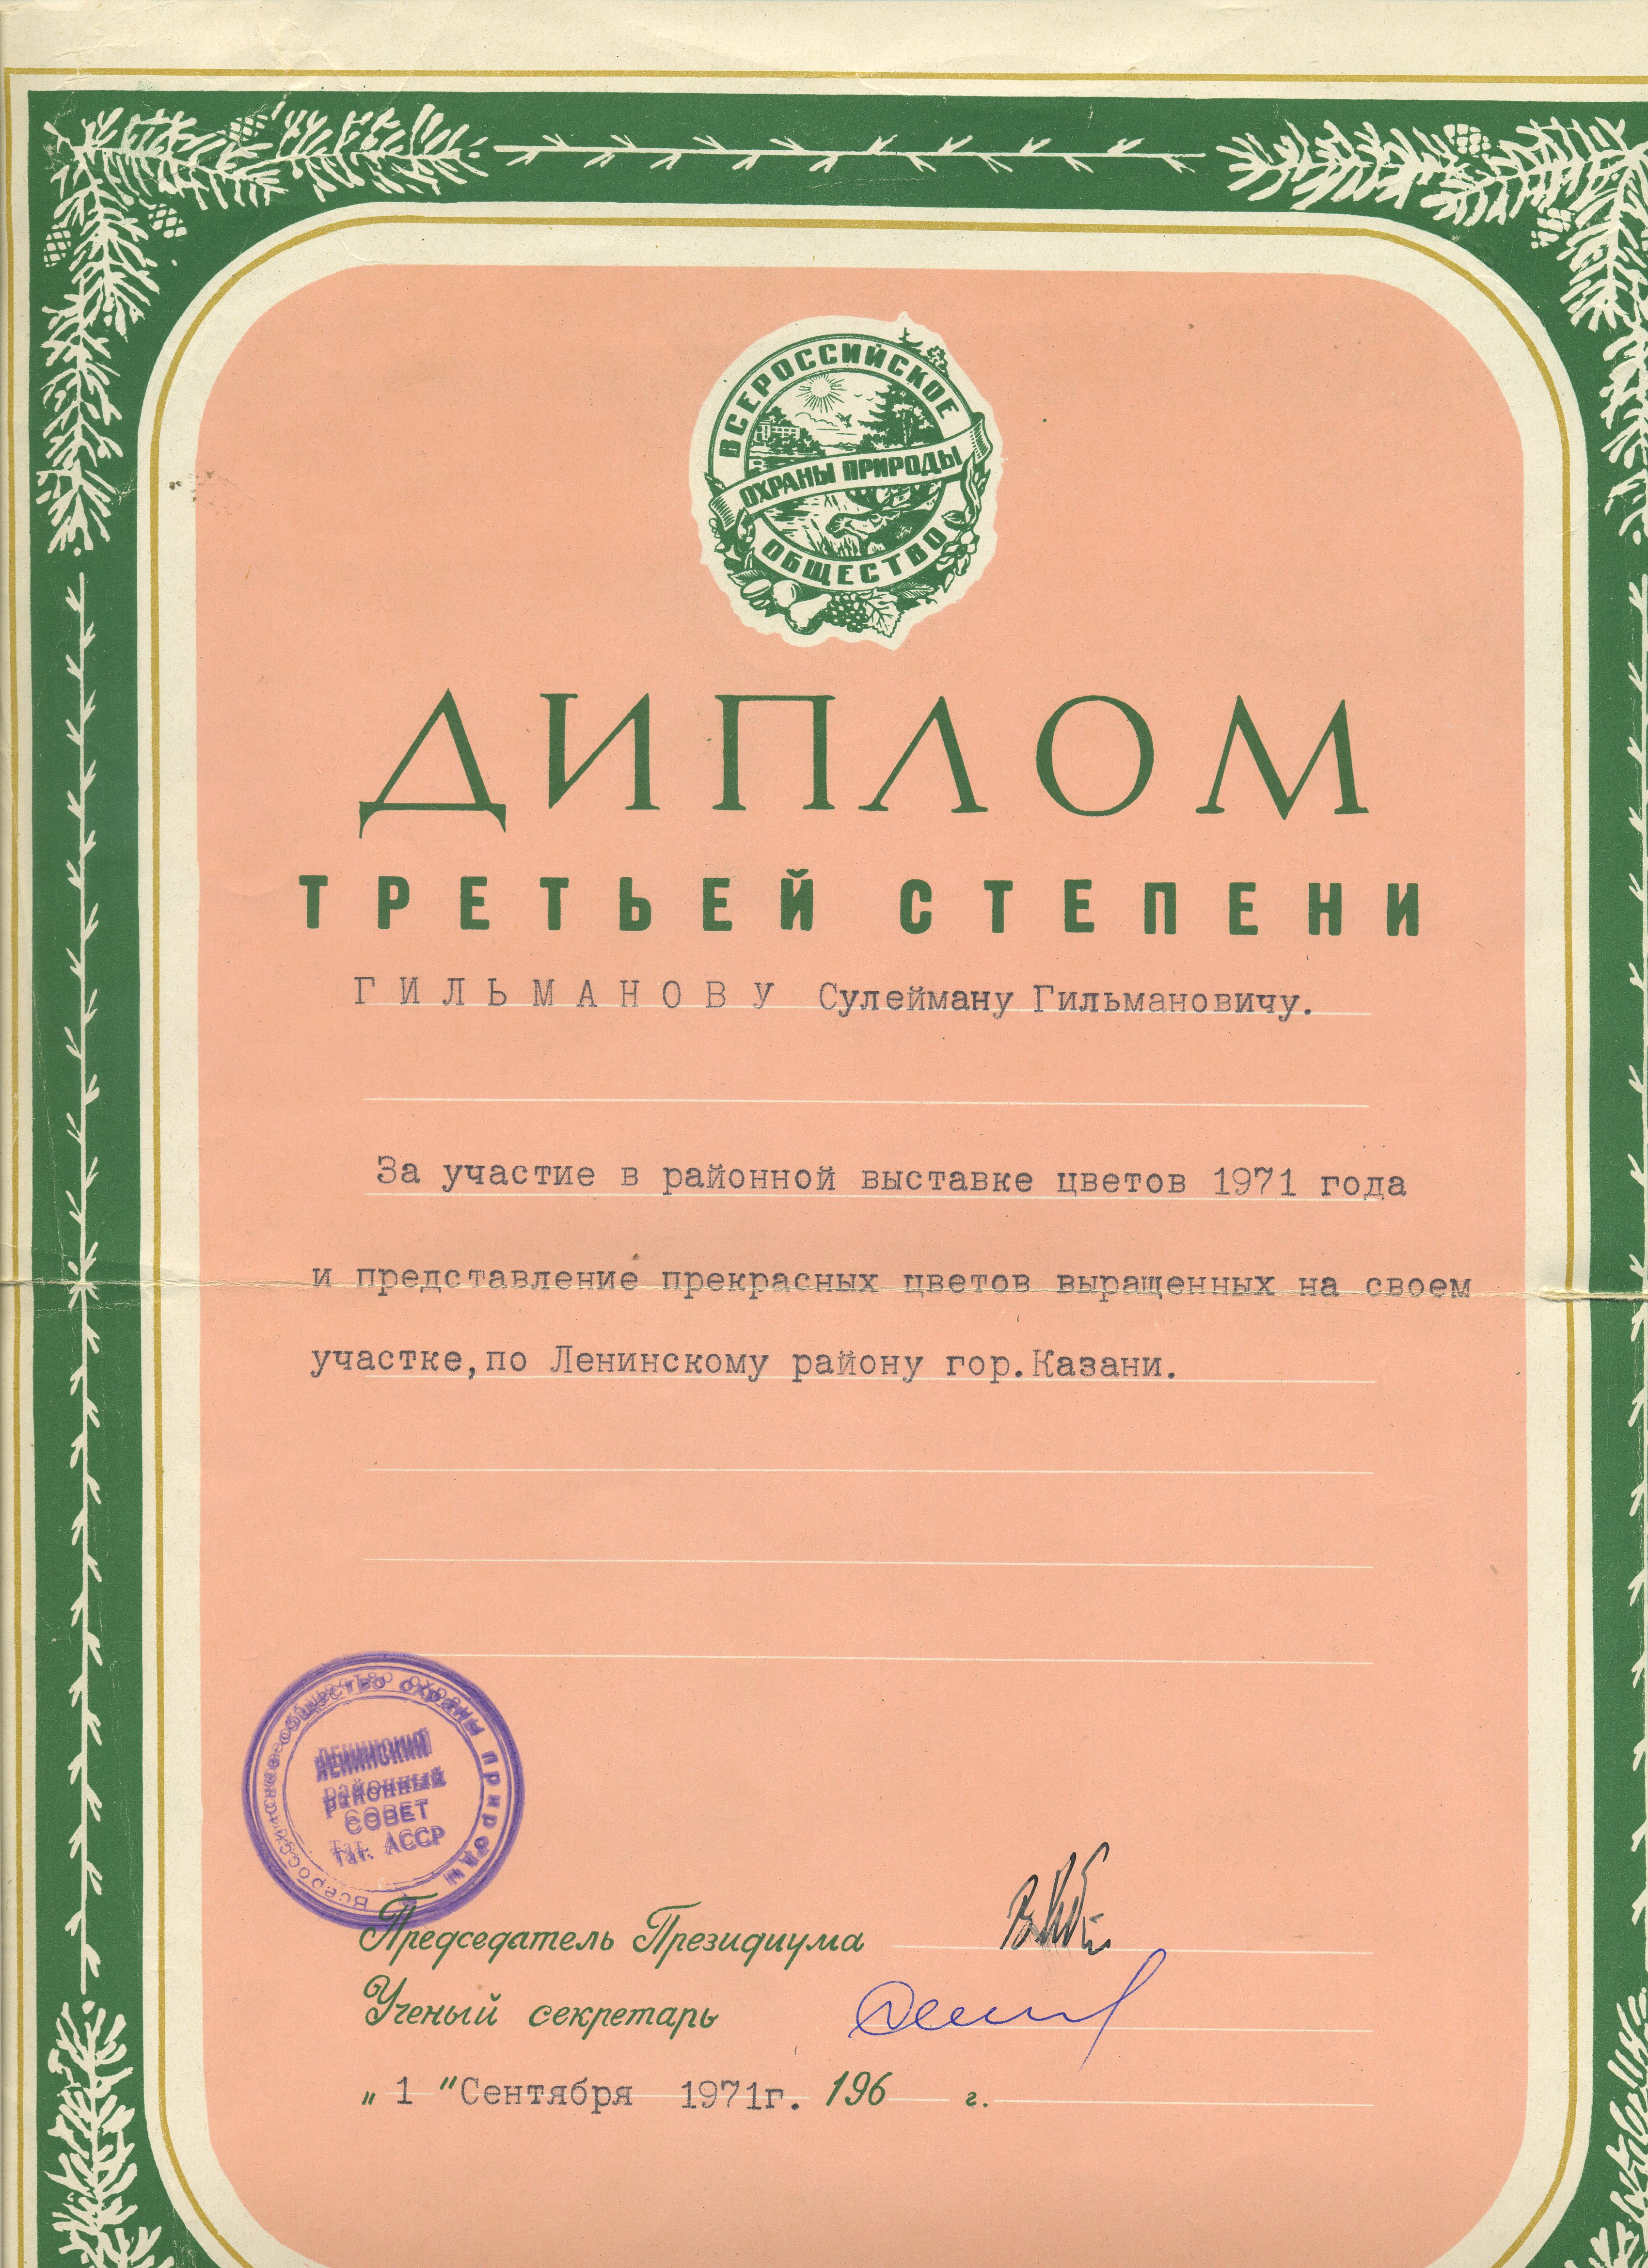 ВСЕРОССИЙСКОЕ
ОХРАНЫ ПРИРОДЫ
ОБЩЕСТВО
ДИПЛОМ
ТРЕТЬЕЙ СТЕПЕНИ
ГИЛЬМАНОВУ Сулейману Гильмановичу.
За участие в районной выставке цветов 1971 года
и представление прекрасных цветов выращенных на своем
участке,по Ленинскому району гор.Казани.
Всероссийское общество охраны природы
ЛЕНИНСКИЙ
районный
СОВЕТ
Тат. АССР
Председатель Президиума
Ученый секретарь
„ 1 "Сентября 1971г. 196 г.